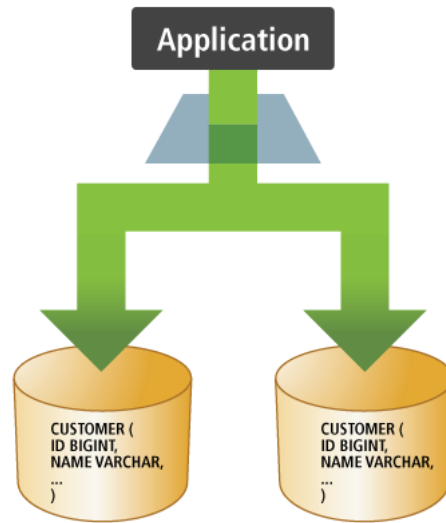 Application
CUSTOMER (
ID BIGINT,
NAME VARCHAR,
...
)
CUSTOMER (
ID BIGINT,
NAME VARCHAR,
...
)